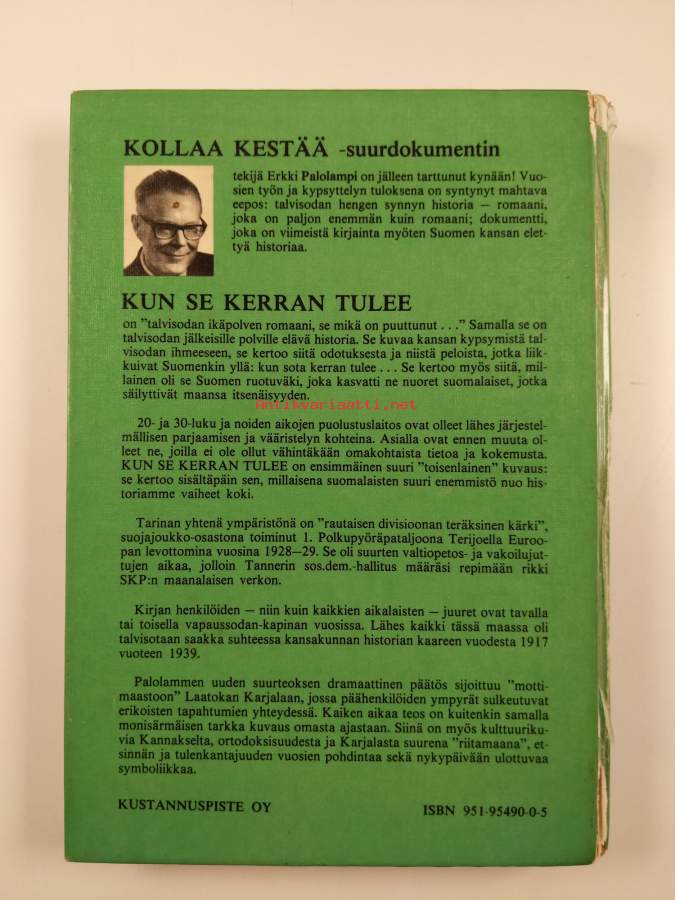 KOLLAA KESTÄÄ -suurdokumentin
tekijä Erkki Palolampi on jälleen tarttunut kynään! Vuo-
sien työn ja kypsyttelyn tuloksena on syntynyt mahtava
eepos: talvisodan hengen synnyn historia — romaani,
joka on paljon enemmän kuin romaani; dokumentti,
joka on viimeistä kirjainta myöten Suomen kansan elet-
tyä historiaa.
KUN SE KERRAN TULEE
on "talvisodan ikäpolven romaani, se mikä on puuttunut . . ." Samalla se on
talvisodan jälkeisille polville elävä historia. Se kuvaa kansan kypsymistä tal-
visodan ihmeeseen, se kertoo siitä odotuksesta ja niistä peloista, jotka liik-
kuivat Suomenkin yllä: kun sota kerran tulee . . . Se kertoo myös siitä, mil-
lainen oli se Suomen ruotuväki, joka kasvatti ne nuoret suomalaiset, jotka
säilyttivät maansa itsenäisyyden.
Antikvariaatti.net
20- ja 30-luku ja noiden aikojen puolustuslaitos ovat olleet lähes järjestel-
mällisen parjaamisen ja vääristelyn kohteina. Asialla ovat ennen muuta ol-
leet ne, joilla ei ole ollut vähintäkään omakohtaista tietoa ja kokemusta.
KUN SE KERRAN TULEE on ensimmäinen suuri "toisenlainen" kuvaus:
se kertoo sisältäpäin sen, millaisena suomalaisten suuri enemmistö nuo his-
toriamme vaiheet koki.
Tarinan yhtenä ympäristönä on "rautaisen divisioonan teräksinen kärki",
suojajoukko-osastona toiminut 1. Polkupyöräpataljoona Terijoella Euroo-
pan levottomina vuosina 1928—29. Se oli suurten valtiopetos- ja vakoilujut-
tujen aikaa, jolloin Tannerin sos.dem.-hallitus määräsi repimään rikki
SKP:n maanalaisen verkon.
Kirjan henkilöiden — niin kuin kaikkien aikalaisten — juuret ovat tavalla
tai toisella vapaussodan-kapinan vuosissa. Lähes kaikki tässä maassa oli
talvisotaan saakka suhteessa kansakunnan historian kaareen vuodesta 1917
vuoteen 1939.
Palolammen uuden suurteoksen dramaattinen päätös sijoittuu "motti-
maastoon" Laatokan Karjalaan, jossa päähenkilöiden ympyrät sulkeutuvat
erikoisten tapahtumien yhteydessä. Kaiken aikaa teos on kuitenkin samalla
monisärmäisen tarkka kuvaus omasta ajastaan. Siinä on myös kulttuuriku-
via Kannakselta, ortodoksisuudesta ja Karjalasta suurena "riitamaana", et-
sinnän ja tulenkantajuuden vuosien pohdintaa sekä nykypäivään ulottuvaa
symboliikkaa.
KUSTANNUSPISTE OY
ISBN 951-95490-0-5